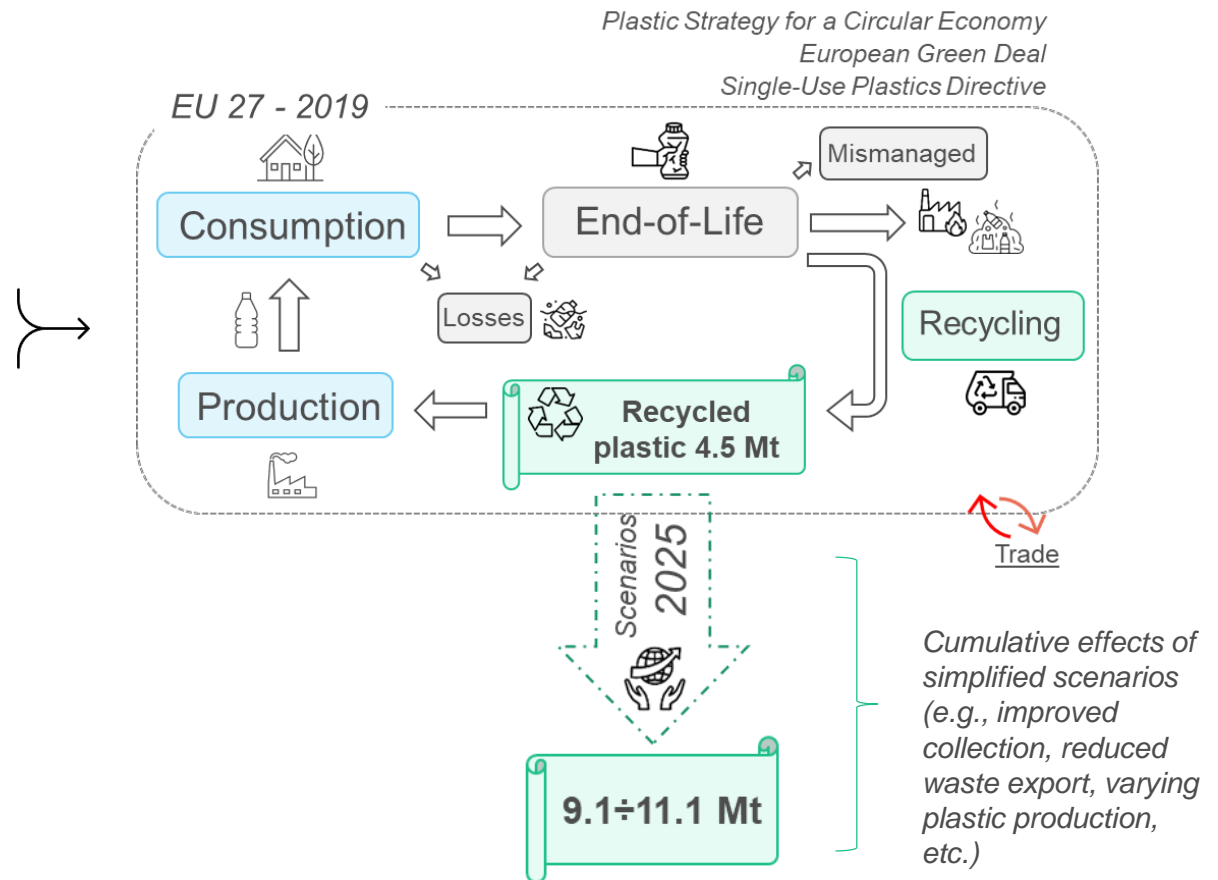 Plastic Strategy for a Circular Economy
European Green Deal
Single-Use Plastics Directive
EU 27 - 2019
Mismanaged
Consumption
End-of-Life
Losses
Recycling
Production
Recycled
plastic 4.5 Mt
Trade
Scenarios
2025
Cumulative effects of
simplified scenarios
(e.g., improved
collection, reduced
waste export, varying
plastic production,
etc.)
9.1÷11.1 Mt